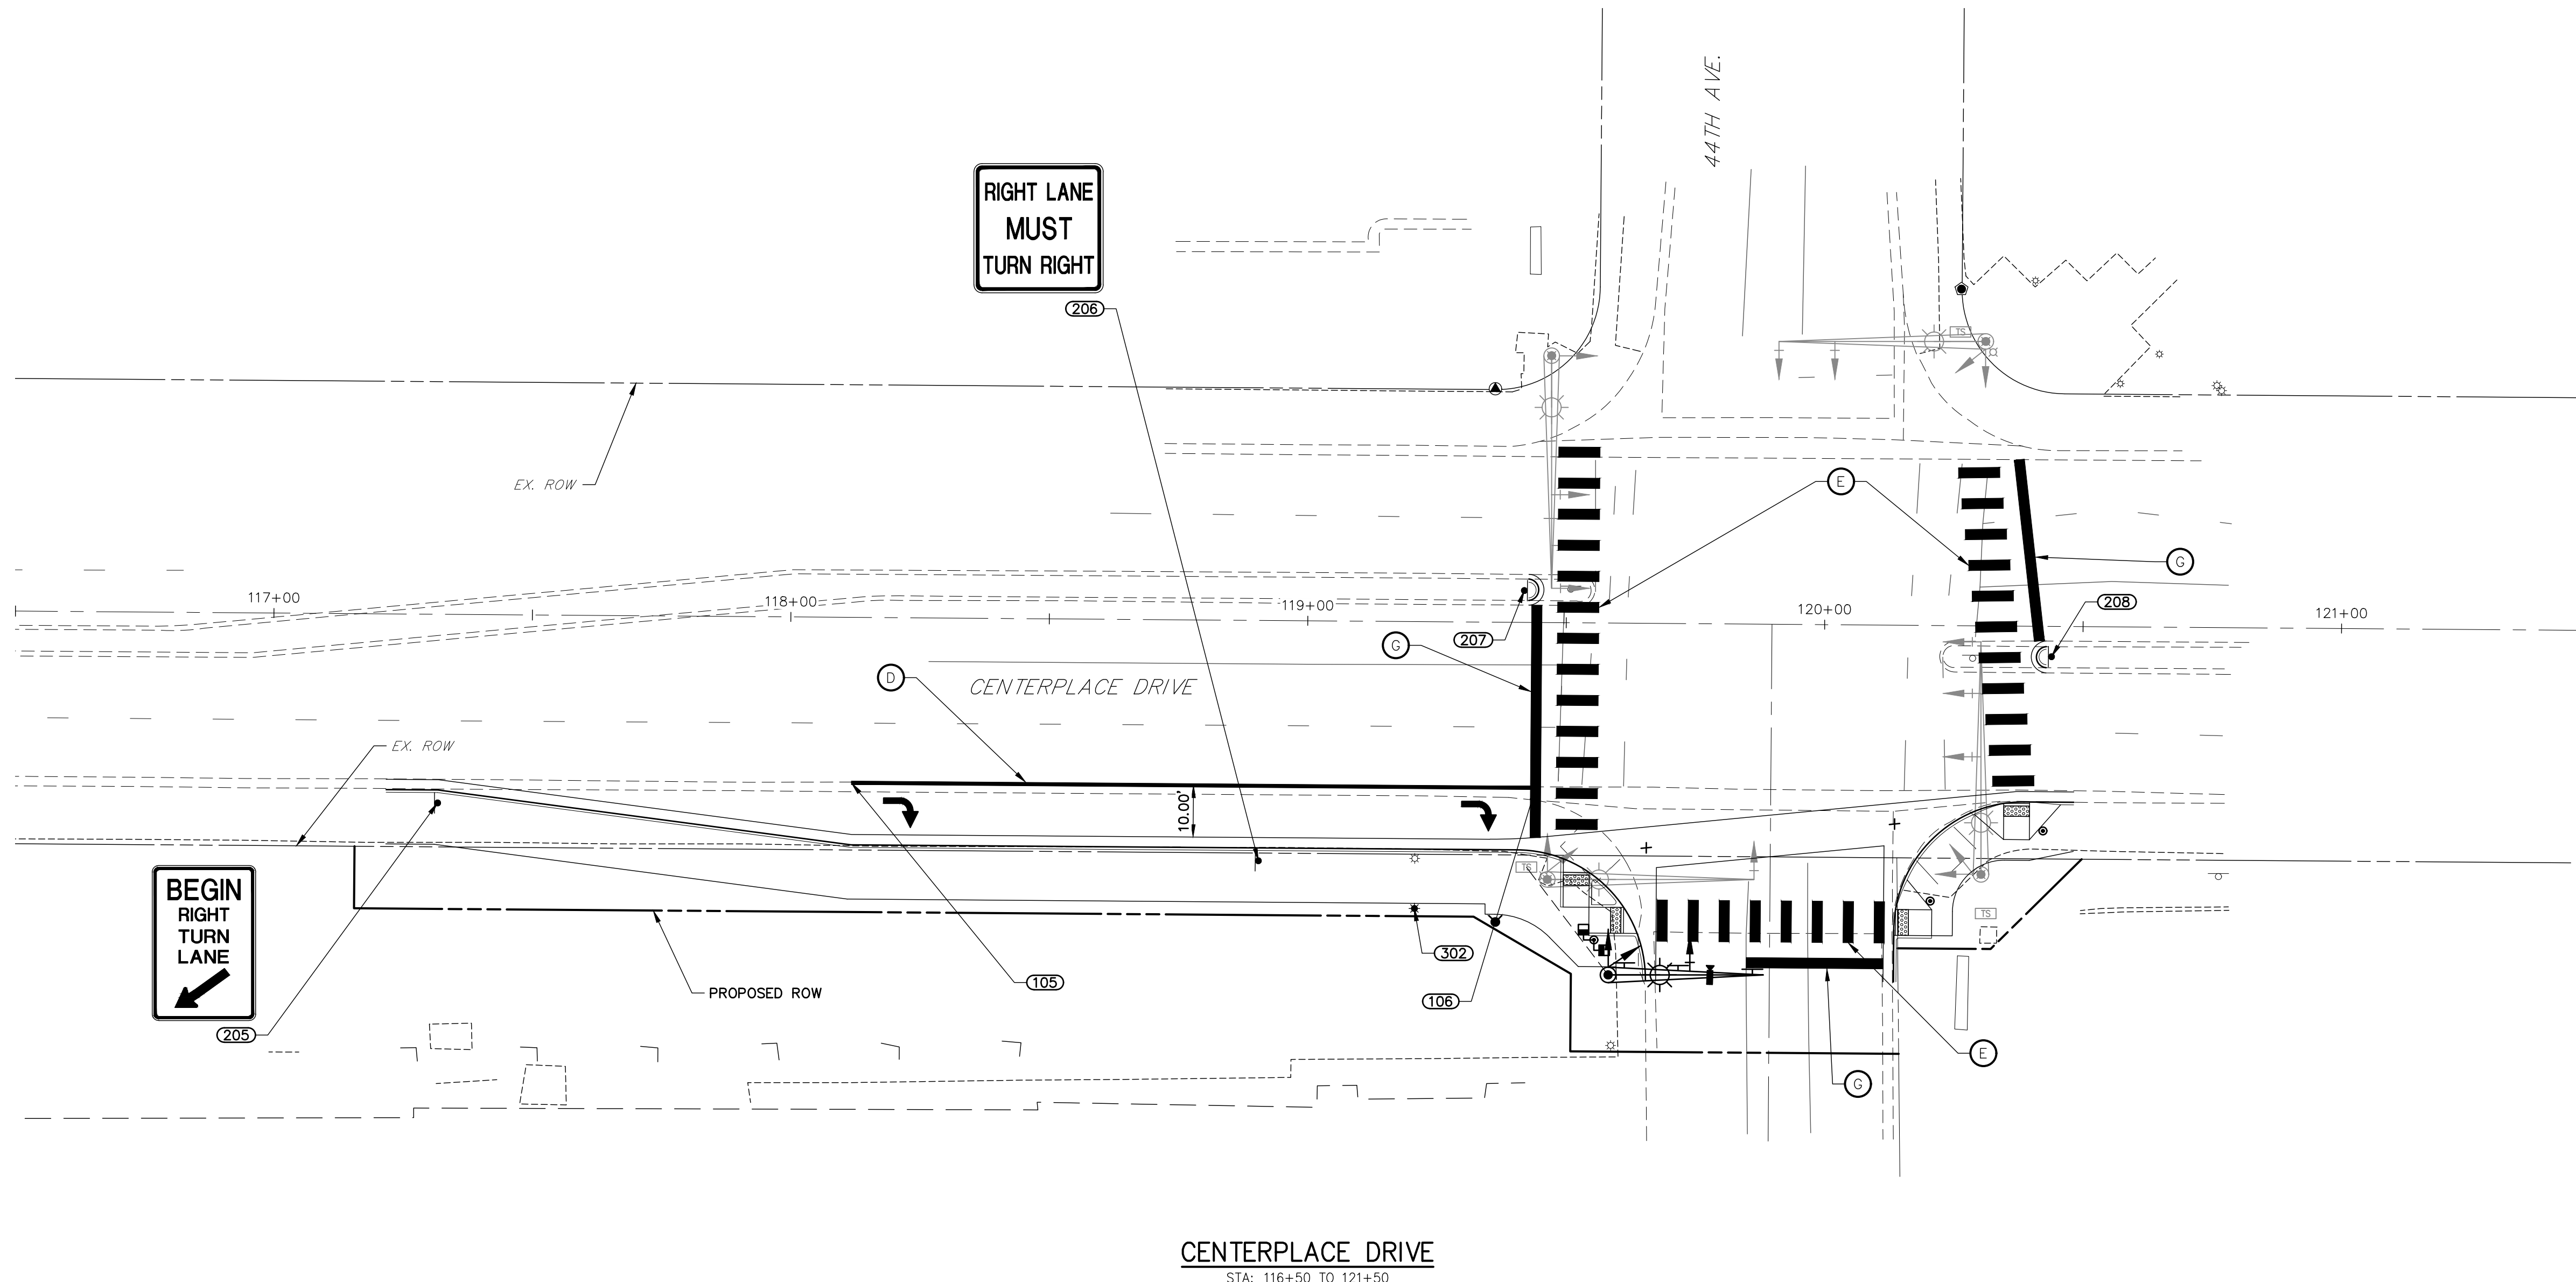 44TH AVE.
RIGHT LANE
MUST
TURN RIGHT
206
TS
EX. ROW
E
G
117+00
118+00
119+00
120+00
121+00
207
208
G
D
CENTERPLACE DRIVE
EX. ROW
10.00'
TS
BEGIN
RIGHT
TURN
LANE
TS
302
105
PROPOSED ROW
106
205
E
G
CENTERPLACE DRIVE
STA: 116+50 TO 121+50